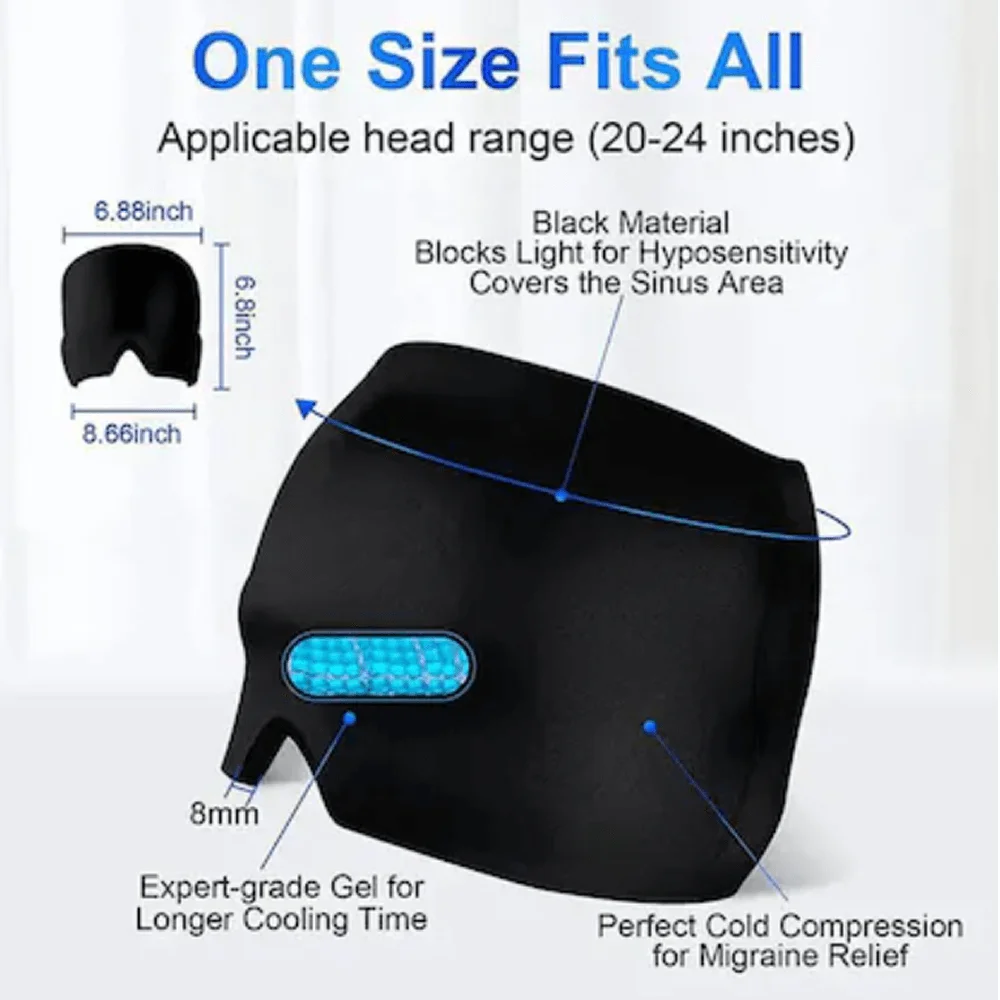 One Size Fits All
Applicable head range (20-24 inches)
6.88inch
6.8inch
8.66inch
Black Material
Blocks Light for Hyposensitivity
Covers the Sinus Area
8mm
Expert-grade Gel for
Longer Cooling Time
Perfect Cold Compression
for Migraine Relief